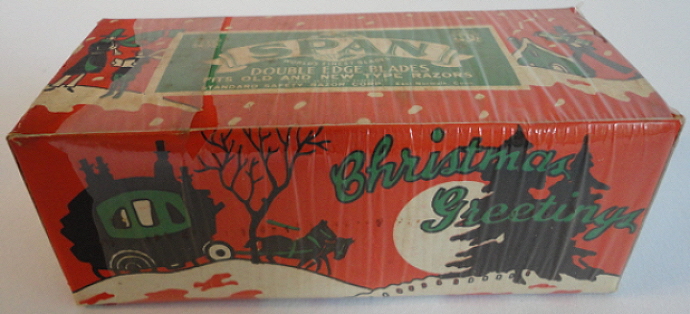 SPAN
DOUBLE EDGE BLADES
FITS OLD AND NEW TYPE RAZORS
STANDARD SAFETY RAZOR CORP.
Christmas
Greetings